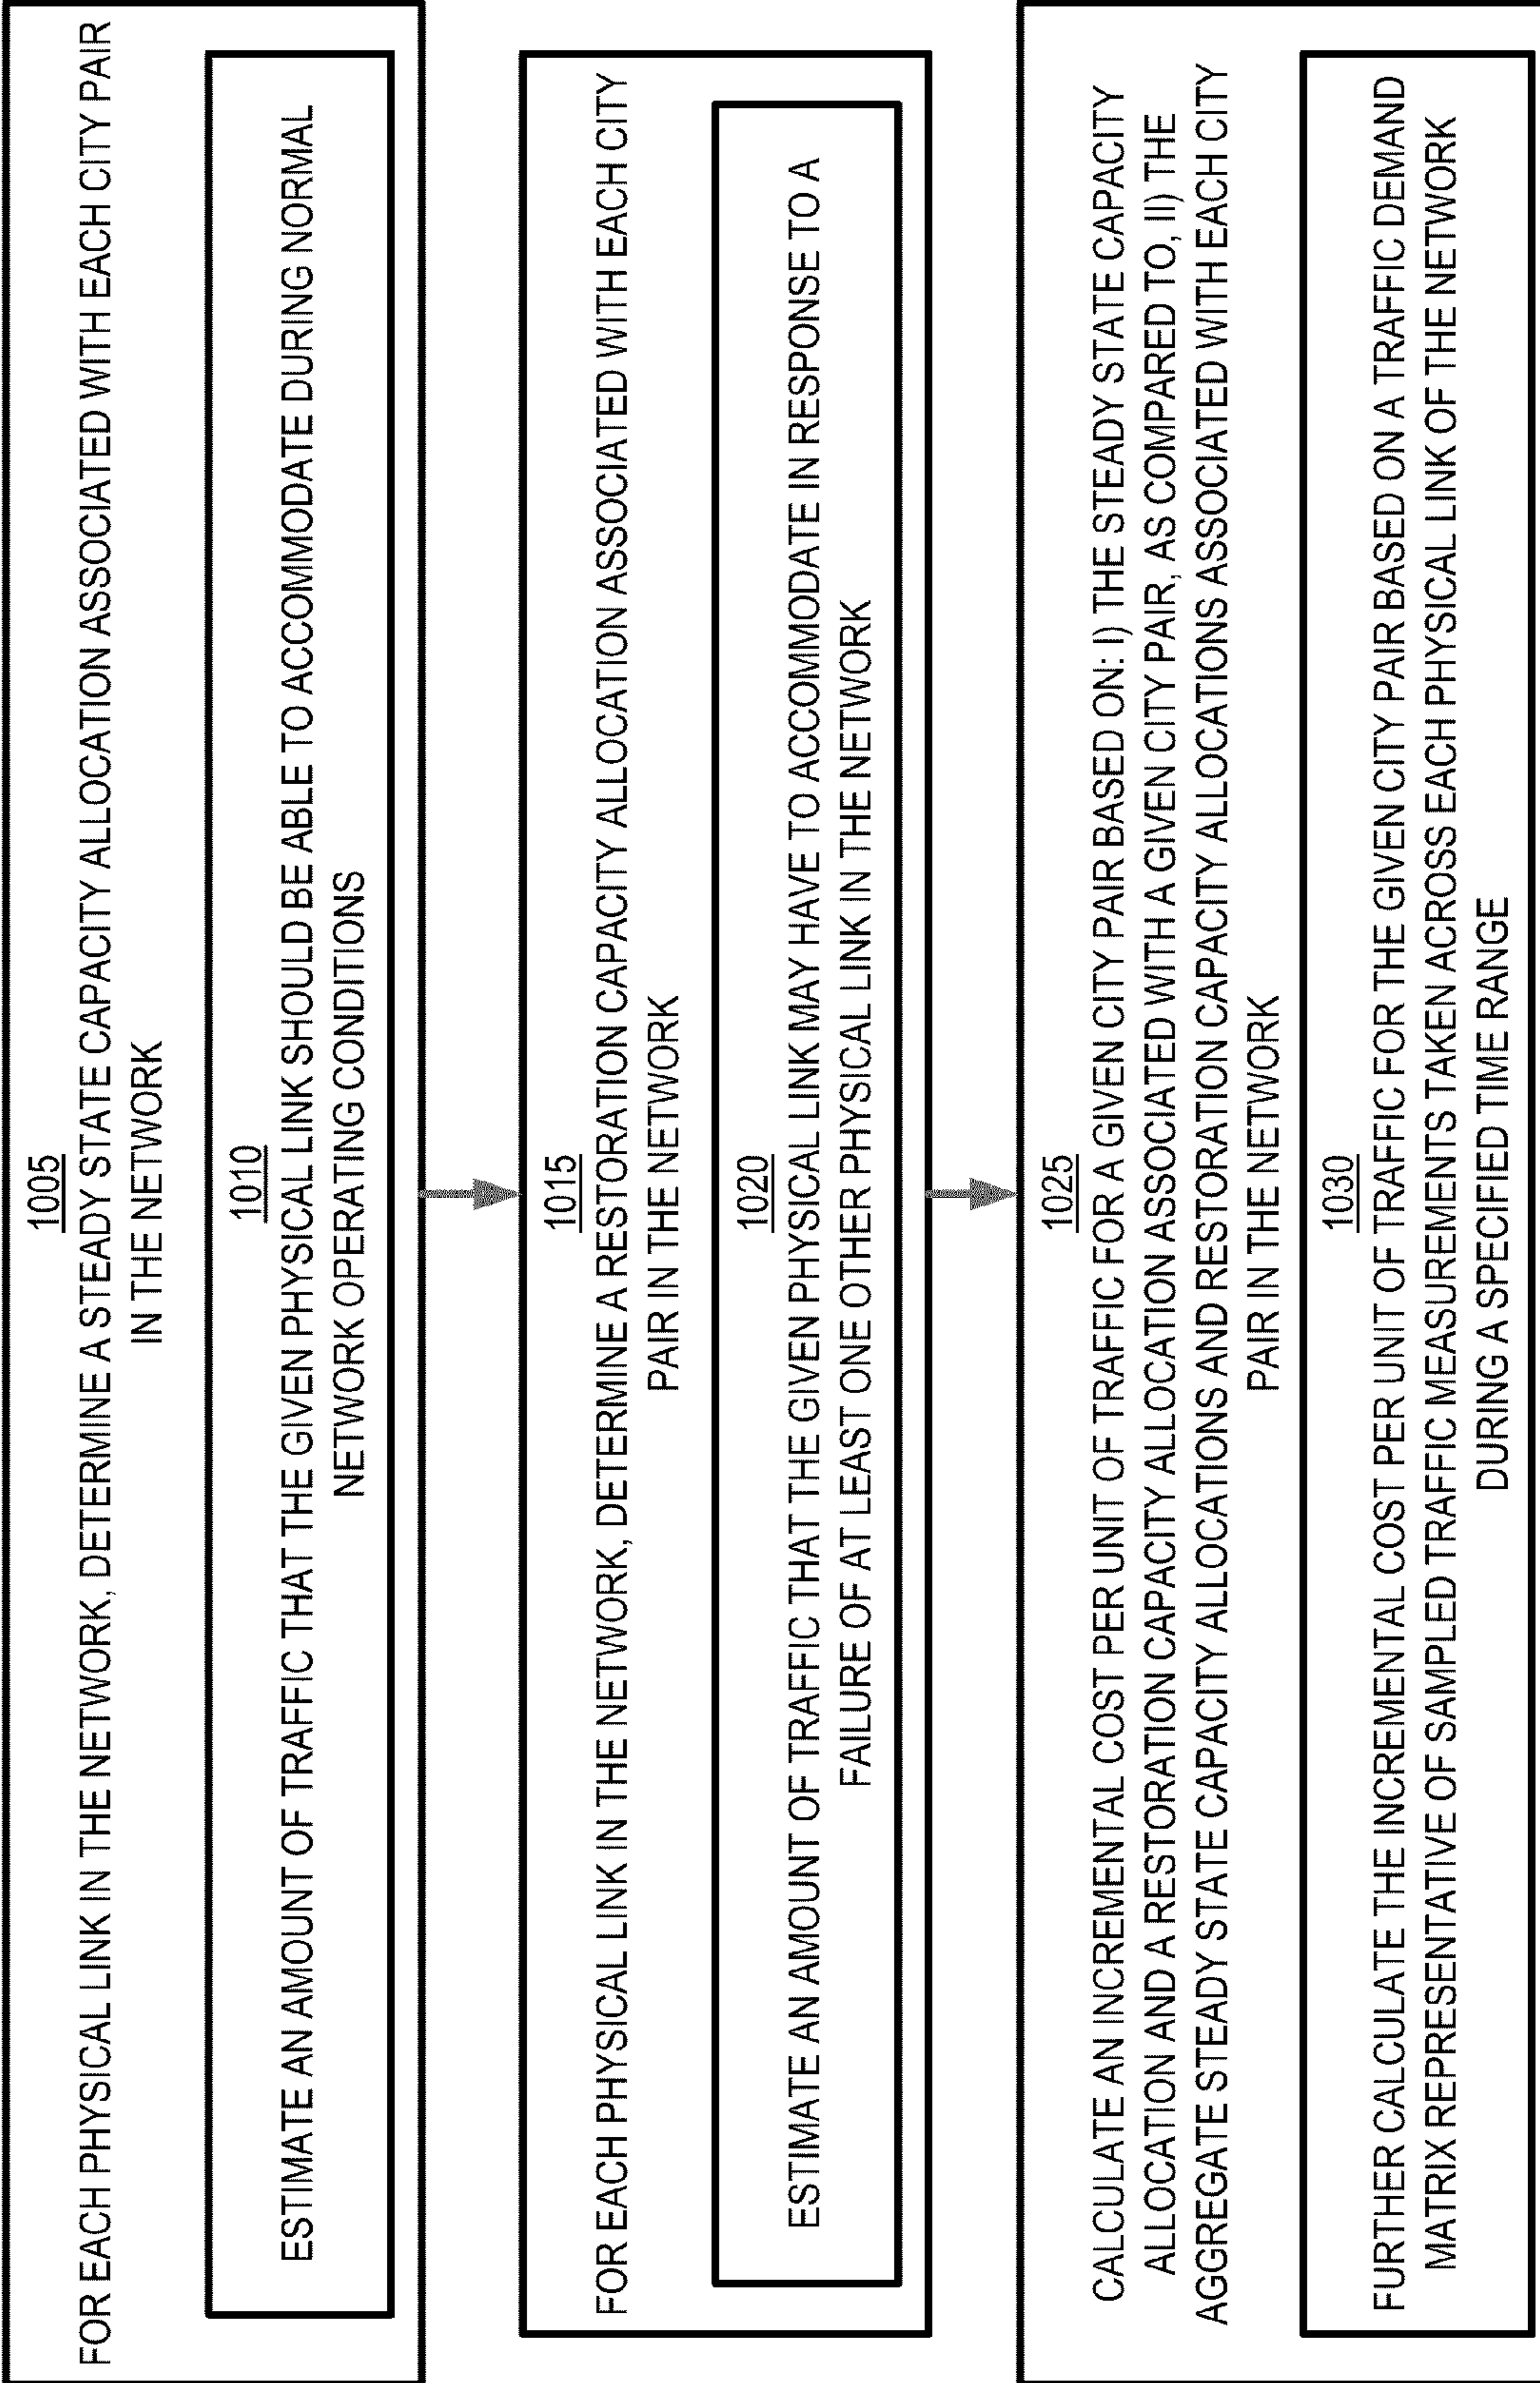 1005
FOR EACH PHYSICAL LINK IN THE NETWORK, DETERMINE A STEADY STATE CAPACITY ALLOCATION ASSOCIATED WITH EACH CITY PAIR
IN THE NETWORK
1010
ESTIMATE AN AMOUNT OF TRAFFIC THAT THE GIVEN PHYSICAL LINK SHOULD BE ABLE TO ACCOMMODATE DURING NORMAL
NETWORK OPERATING CONDITIONS
1015
FOR EACH PHYSICAL LINK IN THE NETWORK, DETERMINE A RESTORATION CAPACITY ALLOCATION ASSOCIATED WITH EACH CITY
PAIR IN THE NETWORK
1020
ESTIMATE AN AMOUNT OF TRAFFIC THAT THE GIVEN PHYSICAL LINK MAY HAVE TO ACCOMMODATE IN RESPONSE TO A
FAILURE OF AT LEAST ONE OTHER PHYSICAL LINK IN THE NETWORK
1025
CALCULATE AN INCREMENTAL COST PER UNIT OF TRAFFIC FOR A GIVEN CITY PAIR BASED ON: I) THE STEADY STATE CAPACITY
ALLOCATION AND A RESTORATION CAPACITY ALLOCATION ASSOCIATED WITH A GIVEN CITY PAIR, AS COMPARED TO, II) THE
AGGREGATE STEADY STATE CAPACITY ALLOCATIONS AND RESTORATION CAPACITY ALLOCATIONS ASSOCIATED WITH EACH CITY
PAIR IN THE NETWORK
1030
FURTHER CALCULATE THE INCREMENTAL COST PER UNIT OF TRAFFIC FOR THE GIVEN CITY PAIR BASED ON A TRAFFIC DEMAND
MATRIX REPRESENTATIVE OF SAMPLED TRAFFIC MEASUREMENTS TAKEN ACROSS EACH PHYSICAL LINK OF THE NETWORK
DURING A SPECIFIED TIME RANGE